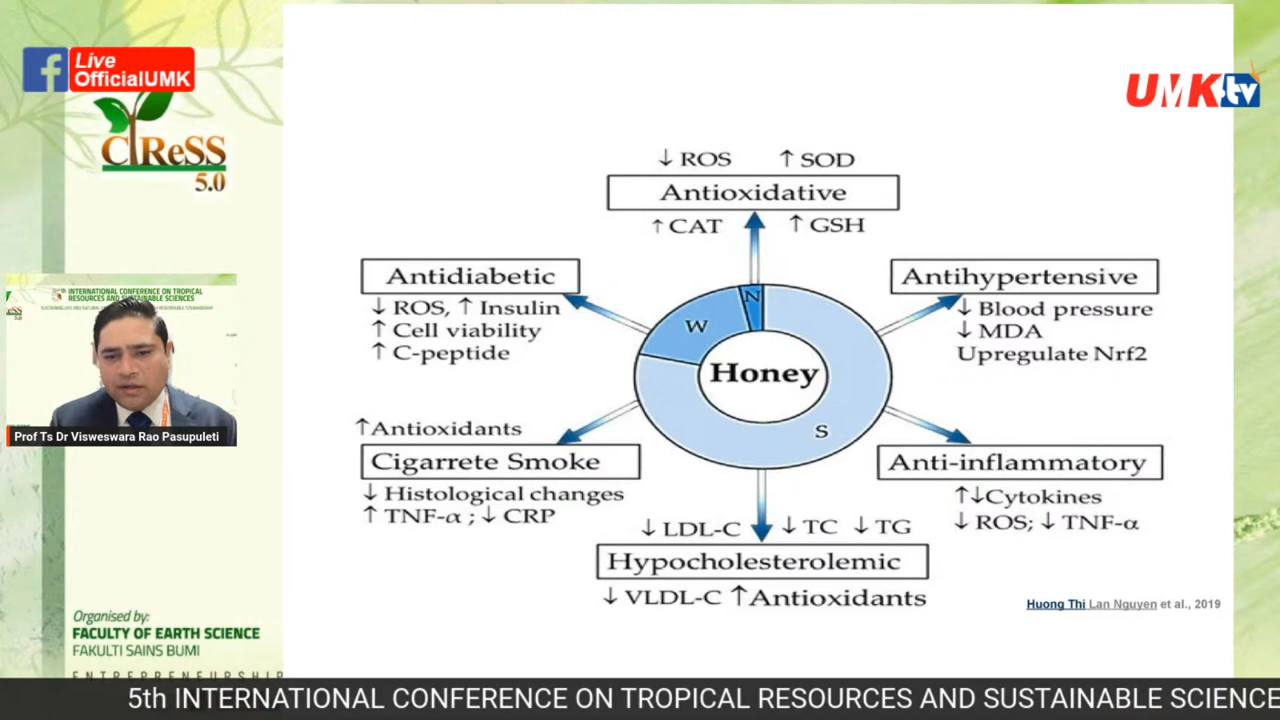 Live
OfficialUMK
CIReSS
5.0
UMK tv
↓ ROS ↑ SOD
Antioxidative
↑ CAT ↑ GSH
Antidiabetic
↓ ROS, ↑ Insulin
↑ Cell viability
↑ C-peptide
Antihypertensive
↓ Blood pressure
↓ MDA
Upregulate Nrf2
N
W
Honey
S
↑Antioxidants
Cigarrete Smoke
↓ Histological changes
↑ TNF-α ; ↓ CRP
Anti-inflammatory
↑↓Cytokines
↓ ROS; ↓ TNF-α
↓ LDL-C ↓ TC ↓ TG
Hypocholesterolemic
↓ VLDL-C ↑Antioxidants
Huong Thi Lan Nguyen et al., 2019
5th INTERNATIONAL CONFERENCE ON TROPICAL
RESOURCES AND SUSTAINABLE SCIENCES
Prof Ts Dr Visweswara Rao Pasupuleti
Organised by:
FACULTY OF EARTH SCIENCE
FAKULTI SAINS BUMI
ENTREPRENEURSHIP
5th INTERNATIONAL CONFERENCE ON TROPICAL RESOURCES AND SUSTAINABLE SCIENCE